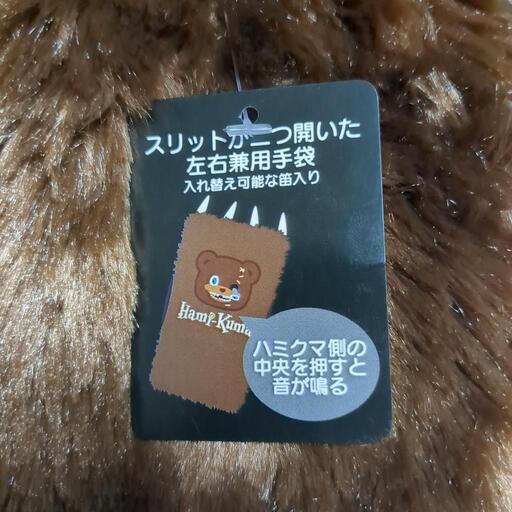 スリットが二つ開いた
左右兼用手袋
入れ替え可能な笛入り
Hami-Kuma
ハミクマ側の
中央を押すと
音が鳴る